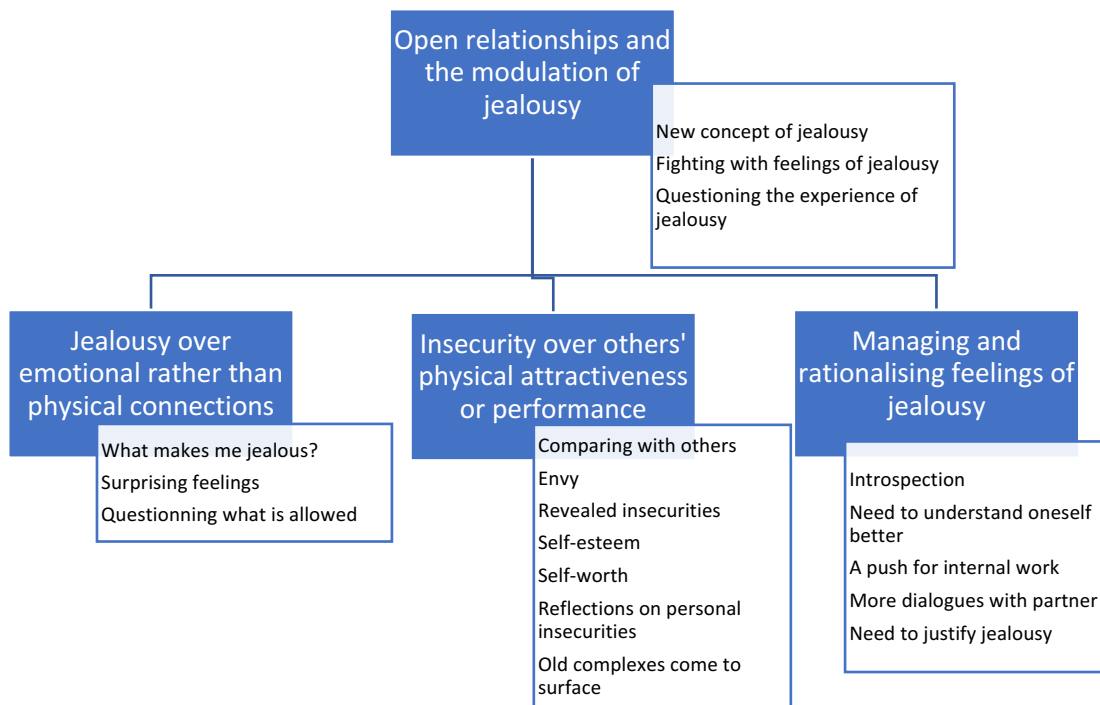 Open relationships and
the modulation of
jealousy
New concept of jealousy
Fighting with feelings of jealousy
Questioning the experience of
jealousy
Jealousy over
emotional rather than
physical connections
What makes me jealous?
Surprising feelings
Questionning what is allowed
Insecurity over others'
physical attractiveness
or performance
Comparing with others
Envy
Revealed insecurities
Self-esteem
Self-worth
Reflections on personal
insecurities
Old complexes come to
surface
Managing and
rationalising feelings of
jealousy
Introspection
Need to understand oneself
better
A push for internal work
More dialogues with partner
Need to justify jealousy